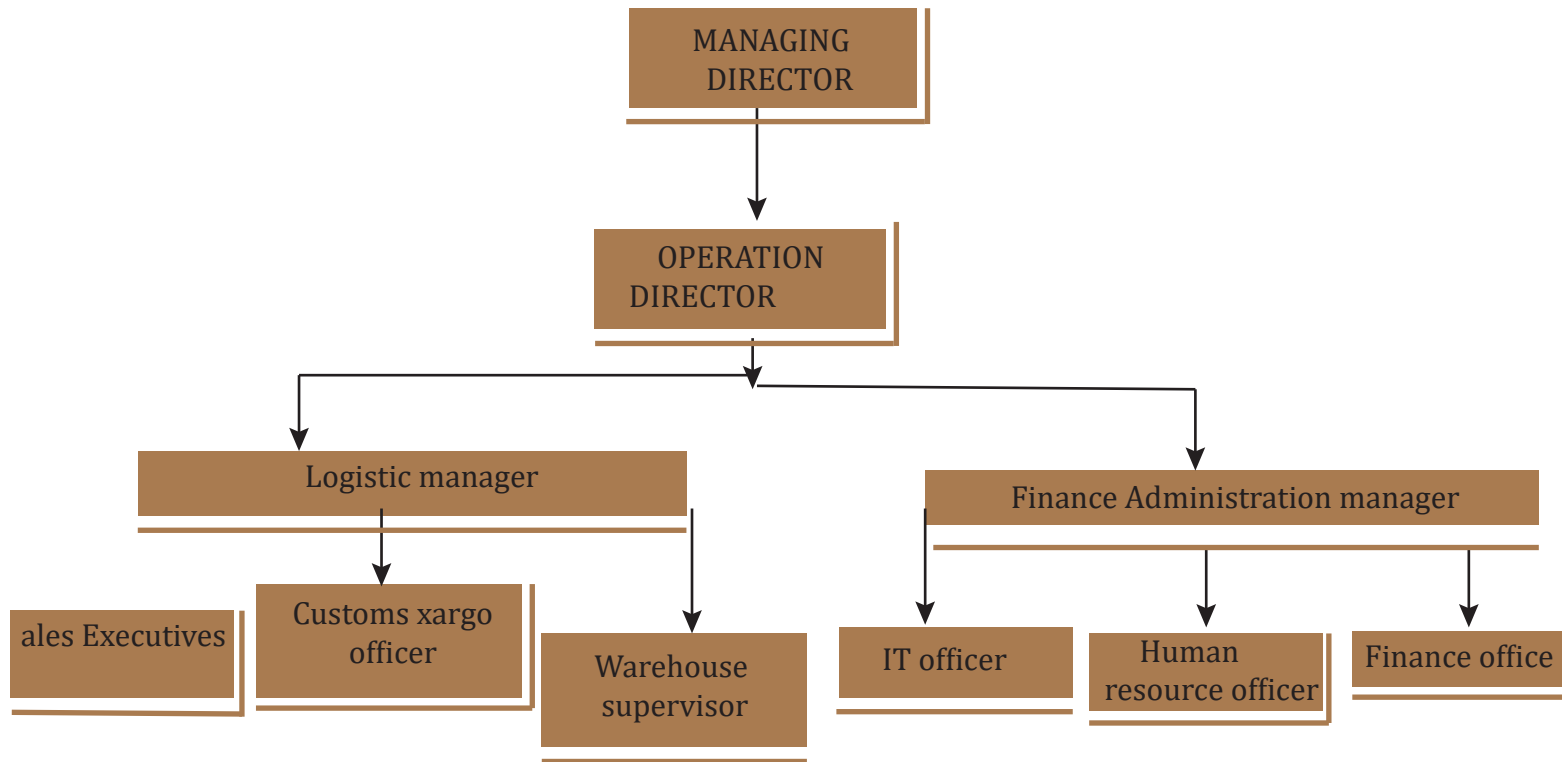 MANAGING
DIRECTOR
OPERATION
DIRECTOR
Logistic manager
Finance Administration manager
ales Executives
Customs xargo
officer
Warehouse
supervisor
IT officer
Human
resource officer
Finance office